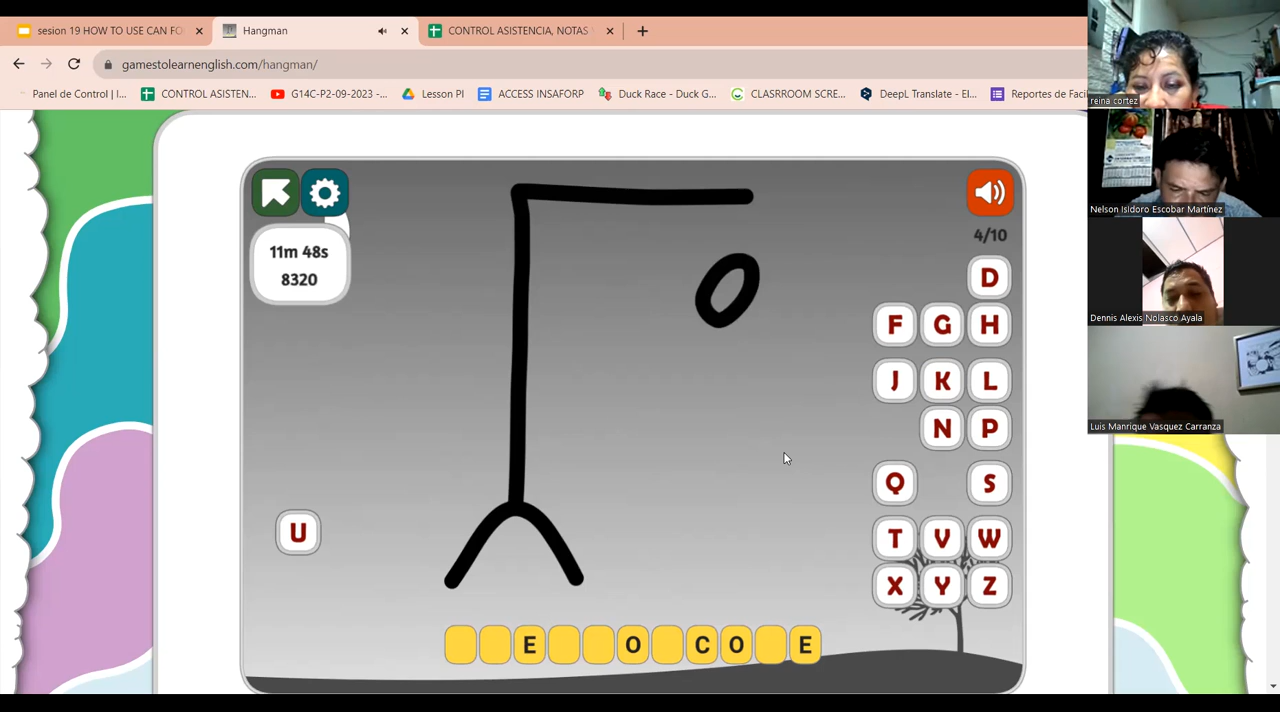 sesion 19 HOW TO USE CAN FO
Hangman
CONTROL ASISTENCIA, NOTAS
gamestolearnenglish.com/hangman/
Panel de Control | I...
CONTROL ASISTEN...
G14C-P2-09-2023 -...
Lesson PI
ACCESS INSAFORP
Duck Race - Duck G...
CLASRROOM SCRE...
DeepL Translate - El...
Reportes de Faci
reina cortez
Nelson Isidoro Escobar Martínez
Dennis Alexis Nolasco Ayala
Luis Manrique Vasquez Carranza
11m 48s
8320
4/10
D
F G H
J K L
N P
Q S
T V W
X Y Z
U
E O C O E